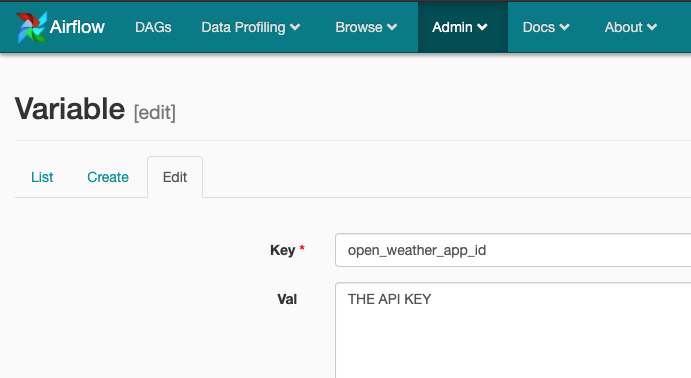 Airflow DAGs Data Profiling Browse Admin Docs About
Variable [edit]
List Create Edit
Key * open_weather_app_id
Val THE API KEY